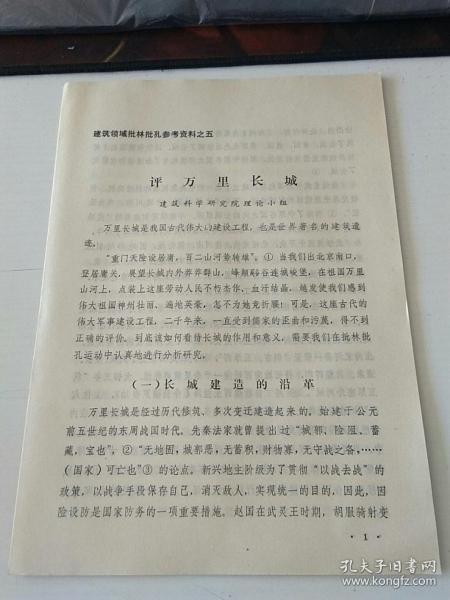 建筑领域批林批孔参考资料之五
评万里长城
建筑科学研究院理论小组
万里长城是我国古代伟大的建设工程，也是世界著名的建筑遗
迹。
“重门天险设居庸，百二山河势转雄”。①当我们出北京南口，
登居庸关，展望长城内外莽莽群山，峰巅谷连城峻堡，在祖国万里
山河上，点装上这座劳动人民不朽杰作、血汗结晶，越发使我们感到
伟大祖国神州壮丽、遍地英豪，怎不为她充折腰！可是，这座古代的
伟大军事建设工程，二千年来，一直受到儒家的歪曲和污蔑，得不到
正确的评价。到底该如何看待长城的作用和意义，需要我们在批林批
孔运动中认真地进行分析研究。
（一）长城建造的沿革
万里长城是经过历代修筑、多次变迁建造起来的。始建于公元
前五世纪的东周战国时代。先秦法家就曾提出过“城郭、险阻、蓄
藏，宝也”，②“无地固，城郭恶，无蓄积，财物寡，无守战之备，……
（国家）可亡也”③的论点。新兴地主阶级为了贯彻“以战去战”的
政策，以战争手段保存自己，消灭敌人，实现统一的目的，因此，因
险设防是国家防务的一项重要措施。赵国在武灵王时期，胡服骑射变
· 1 ·
孔夫子旧书网
www.kongfz.com